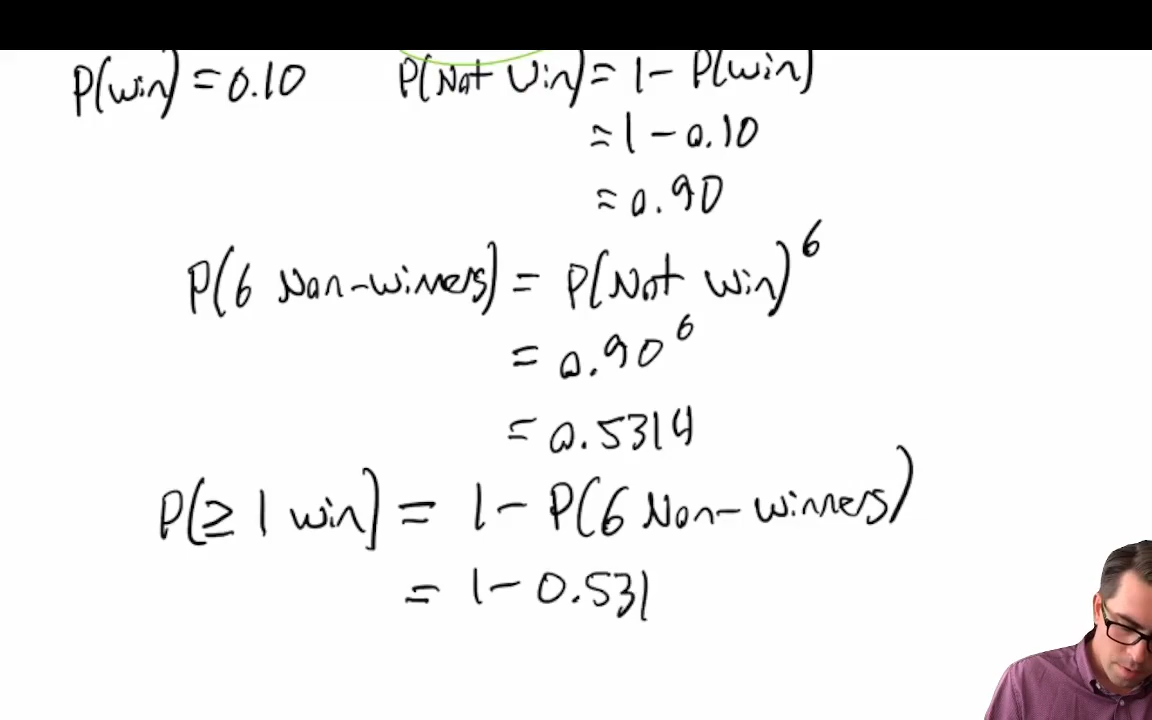 P(win) = 0.10 P(Not Win) = 1 - P(win)
= 1 - 0.10
= 0.90
P(6 Non-winners) = P(Not win)^6
= 0.90^6
= 0.5314
P(≥ 1 win) = 1 - P(6 Non-winners)
= 1 - 0.531